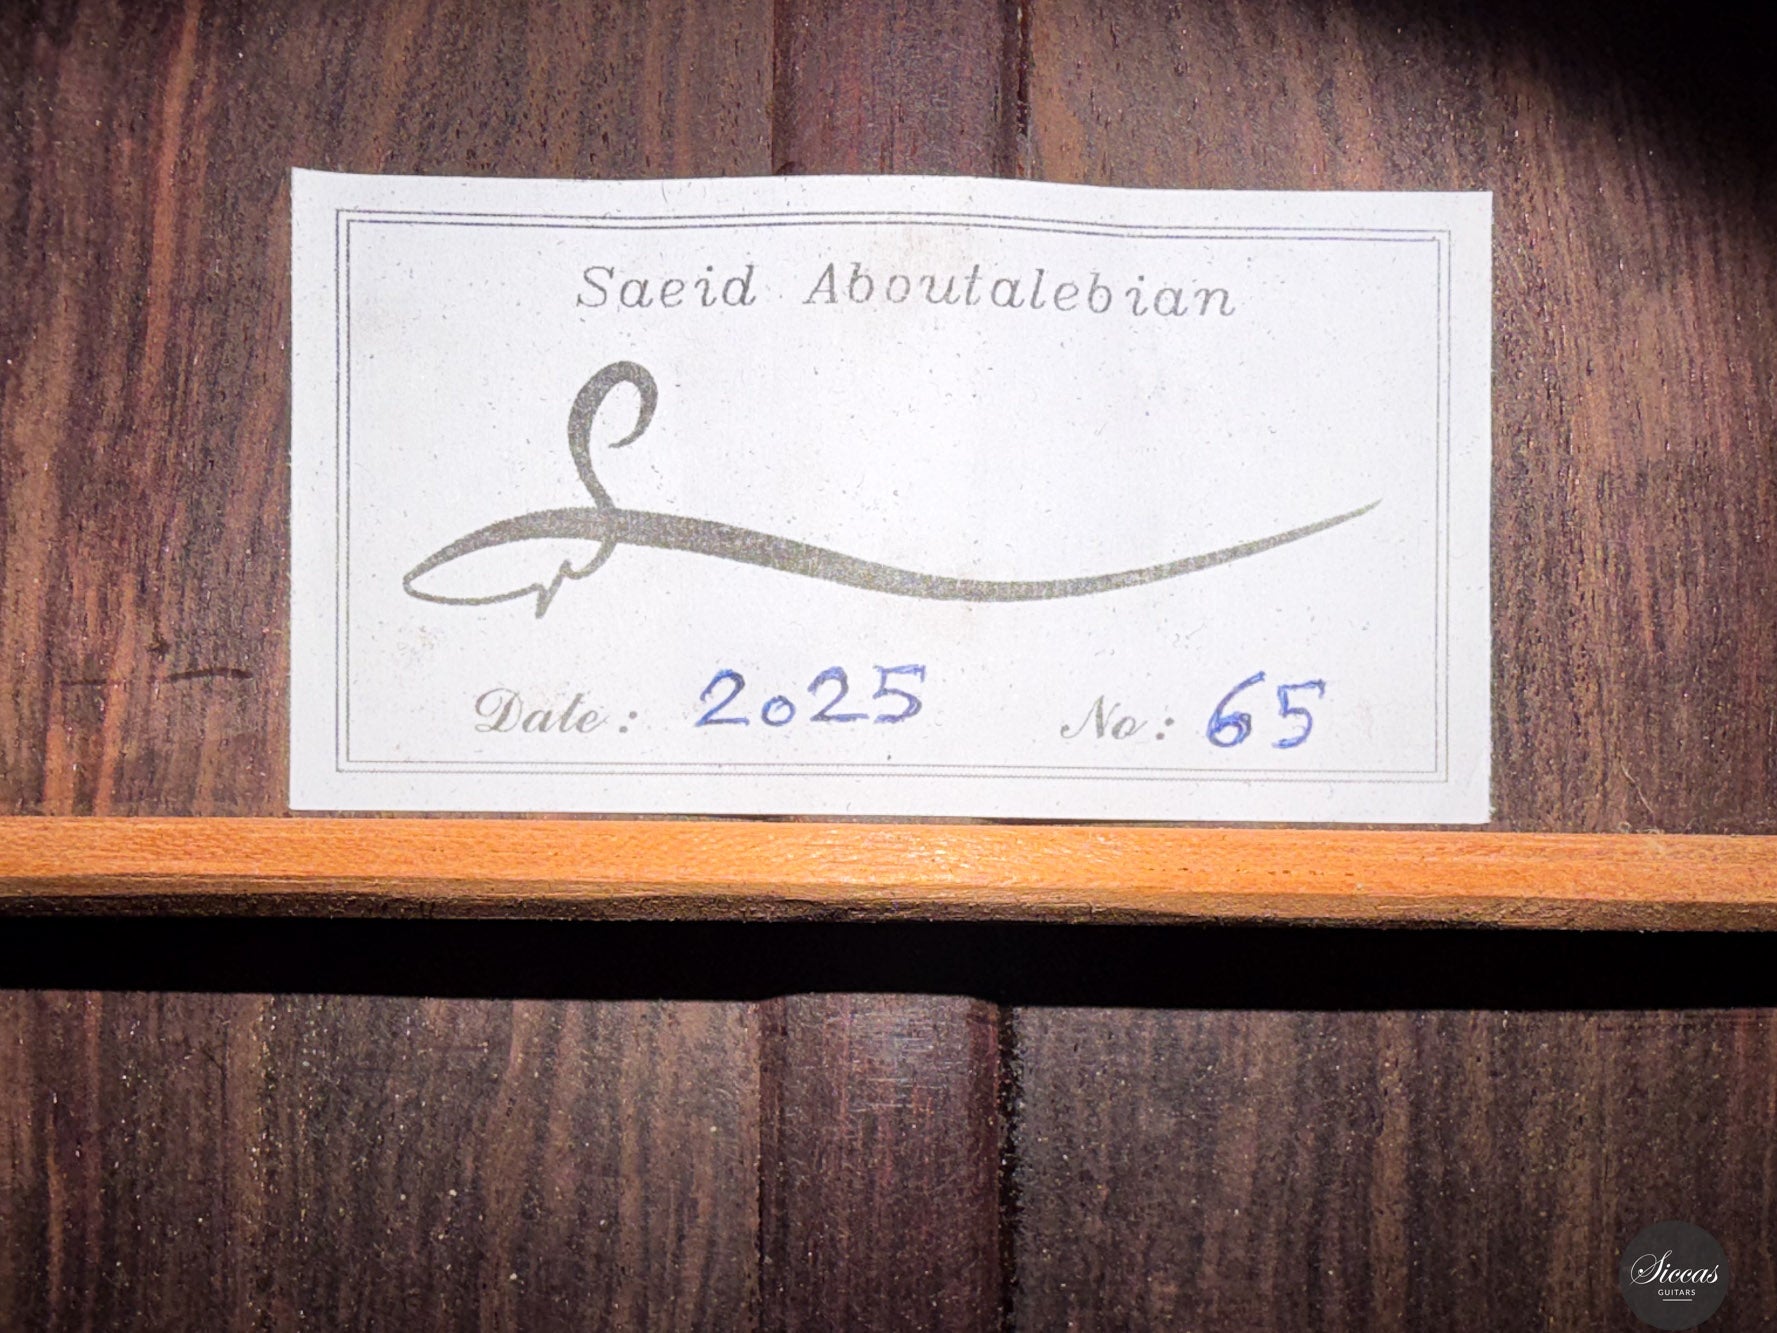 Saeid Aboutalebian
Date: 2025 No: 65
Siccas
GUITARS